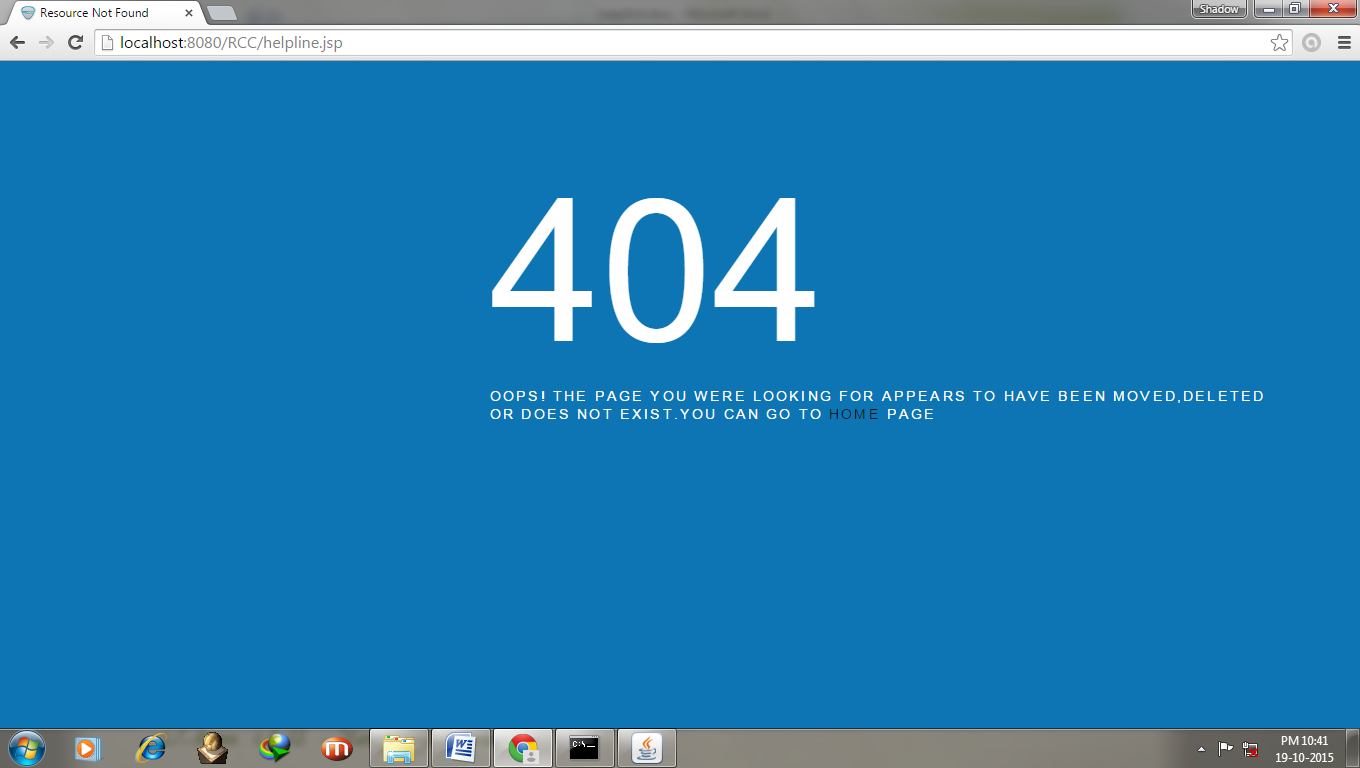 Resource Not Found
Shadow
localhost:8080/RCC/helpline.jsp
404
OOPS! THE PAGE YOU WERE LOOKING FOR APPEARS TO HAVE BEEN MOVED,DELETED
OR DOES NOT EXIST.YOU CAN GO TO HOME PAGE
C:\_
PM 10:41
19-10-2015